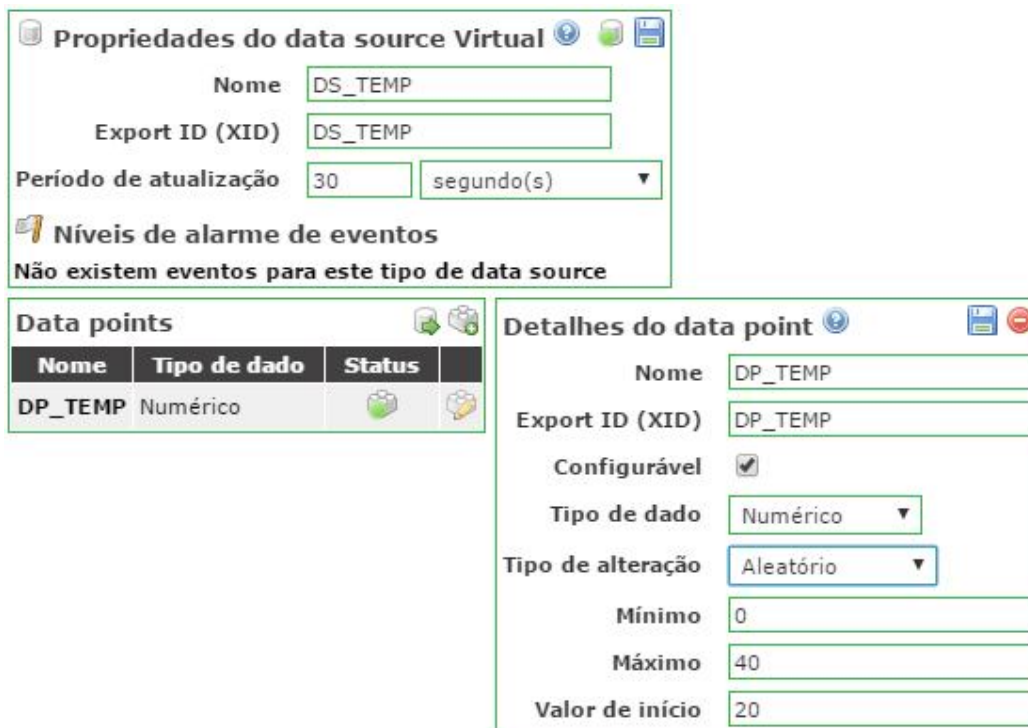 Propriedades do data source Virtual
Nome DS_TEMP
Export ID (XID) DS_TEMP
Período de atualização 30 segundo(s)
Níveis de alarme de eventos
Não existem eventos para este tipo de data source
Data points
Nome Tipo de dado Status
DP_TEMP Numérico
Detalhes do data point
Nome DP_TEMP
Export ID (XID) DP_TEMP
Configurável
Tipo de dado Numérico
Tipo de alteração Aleatório
Mínimo 0
Máximo 40
Valor de início 20